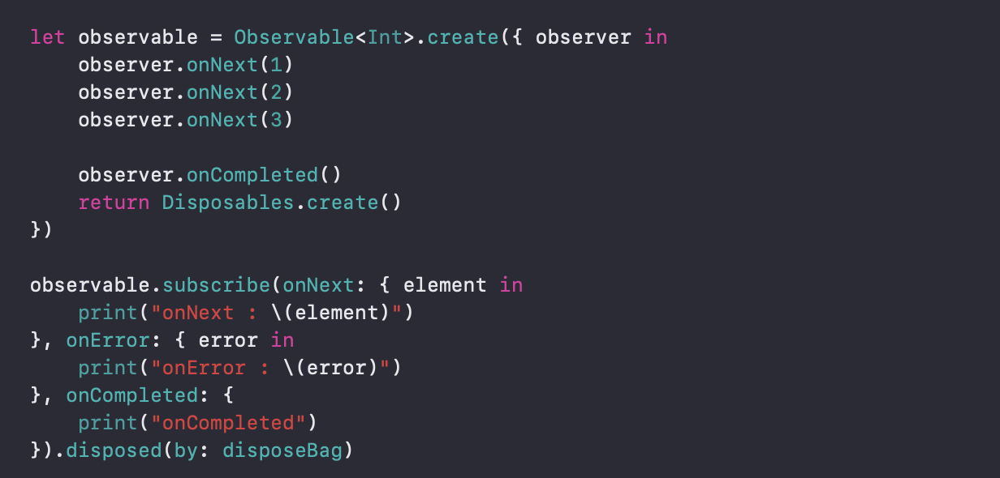 let observable = Observable<Int>.create({ observer in
    observer.onNext(1)
    observer.onNext(2)
    observer.onNext(3)

    observer.onCompleted()
    return Disposables.create()
})

observable.subscribe(onNext: { element in
    print("onNext : \(element)")
}, onError: { error in
    print("onError : \(error)")
}, onCompleted: {
    print("onCompleted")
}).disposed(by: disposeBag)